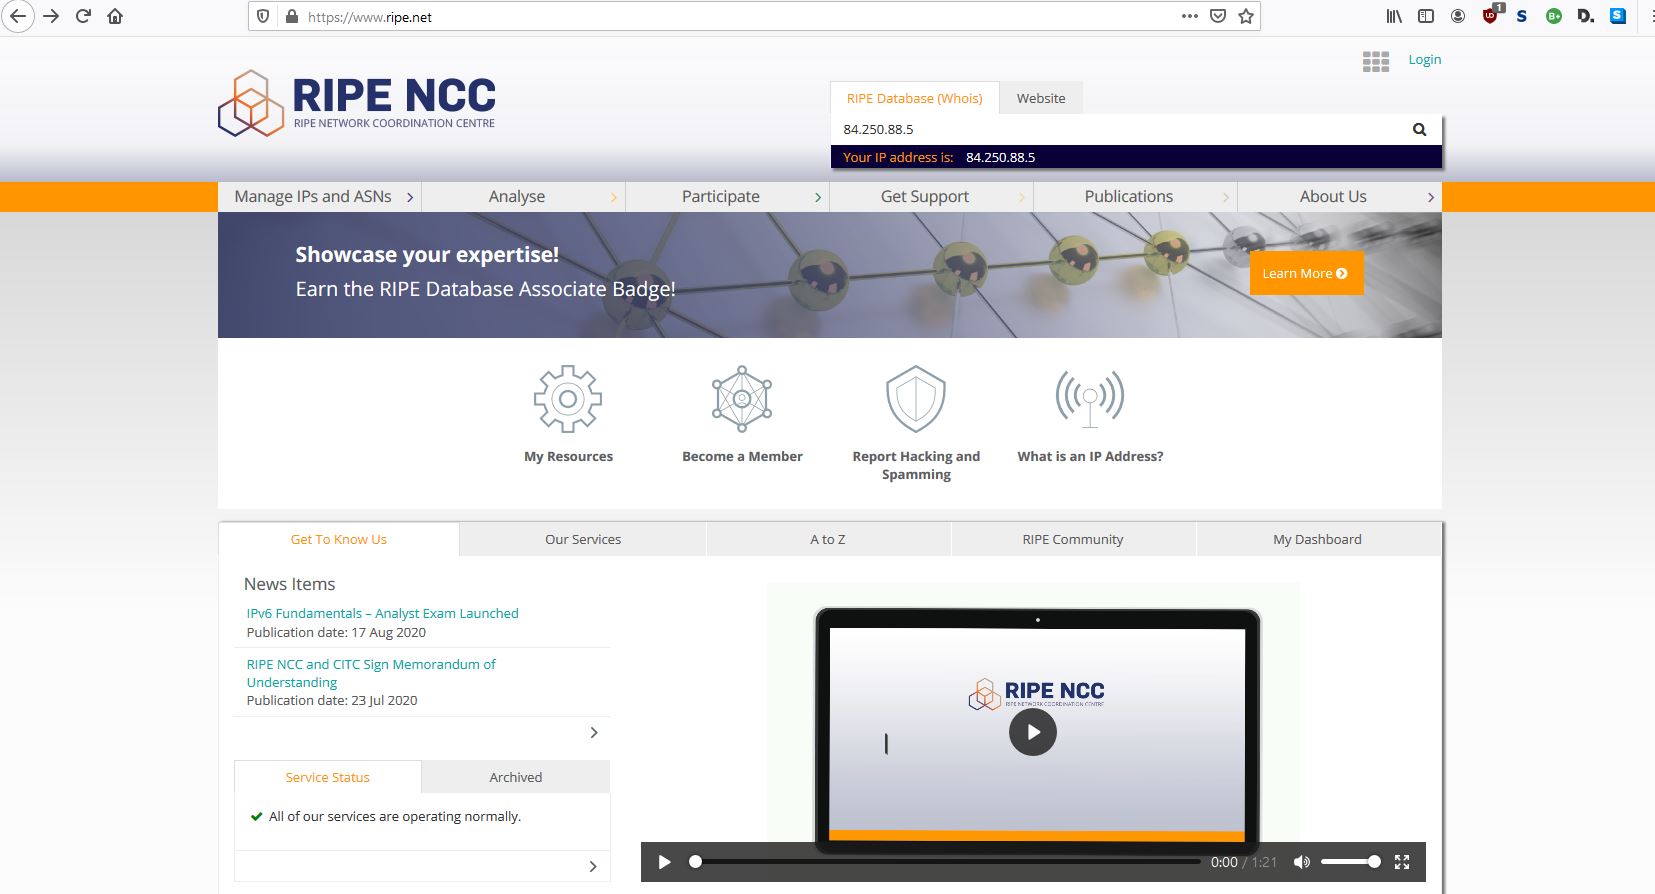 https://www.ripe.net
1
Login
RIPE NCC
RIPE NETWORK COORDINATION CENTRE
RIPE Database (Whois) Website
84.250.88.5
Your IP address is: 84.250.88.5
Manage IPs and ASNs Analyse Participate Get Support Publications About Us
Showcase your expertise!
Earn the RIPE Database Associate Badge!
Learn More
My Resources
Become a Member
Report Hacking and
Spamming
What is an IP Address?
Get To Know Us Our Services A to Z RIPE Community My Dashboard
News Items
IPv6 Fundamentals – Analyst Exam Launched
Publication date: 17 Aug 2020
RIPE NCC and CITC Sign Memorandum of
Understanding
Publication date: 23 Jul 2020
Service Status Archived
All of our services are operating normally.
RIPE NCC
RIPE NETWORK COORDINATION CENTRE
0:00 / 1:21